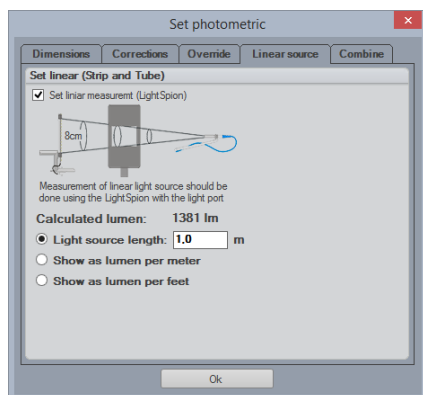 Set photometric
Dimensions Corrections Override Linear source Combine
Set linear (Strip and Tube)
Set liniar measuremt (LightSpion)
8cm
Measurement of linear light source should be
done using the LightSpion with the light port
Calculated lumen: 1381 lm
Light source length: 1.0 m
Show as lumen per meter
Show as lumen per feet
Ok